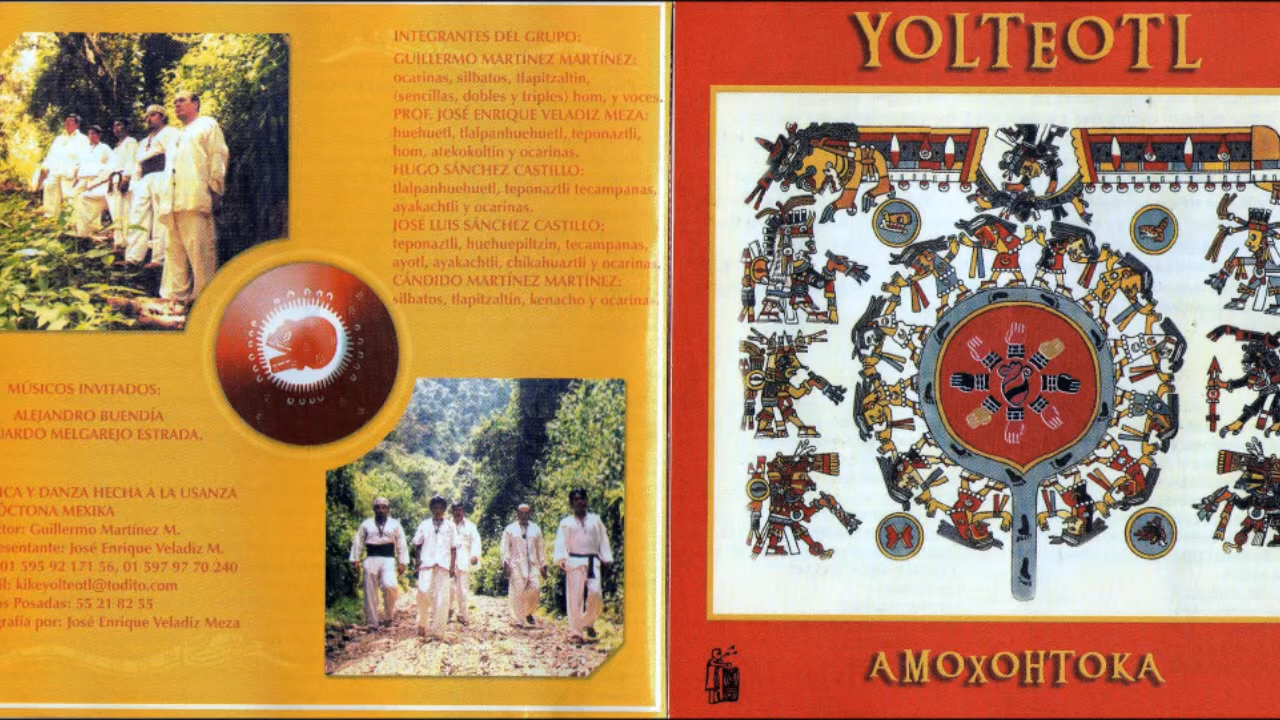 INTEGRANTES DEL GRUPO:
GUILLERMO MARTÍNEZ MARTÍNEZ:
ocarinas, silbatos, tlapitzaltin,
(sencillas, dobles y triples) hom, y voces.
PROF. JOSÉ ENRIQUE VELADIZ MEZA:
huehuetl, tlalpanhuehuetl, teponaztli,
hom, atekokoltin y ocarinas.
HUGO SÁNCHEZ CASTILLO:
tlalpanhuehuetl, teponaztli tecampanas,
ayakachtli y ocarinas.
JOSÉ LUIS SÁNCHEZ CASTILLO:
teponaztli, huehuepiltzin, tecampanas,
ayotl, ayakachtli, chikahuaztli y ocarinas.
CÁNDIDO MARTÍNEZ MARTÍNEZ:
silbatos, tlapitzaltin, kenacho y ocarina
MÚSICOS INVITADOS:
ALEJANDRO BUENDÍA
UARDO MELGAREJO ESTRADA.
ICA Y DANZA HECHA A LA USANZA
ÓCTONA MEXIKA
ctor: Guillermo Martínez M.
esentante: José Enrique Veladiz M.
01 595 92 171 56, 01 597 97 70 240
il: kikeyolteotl@todito.com
os Posadas: 55 21 82 55
grafía por: José Enrique Veladiz Meza
YOLTEOTL
AMOXOHTOKA